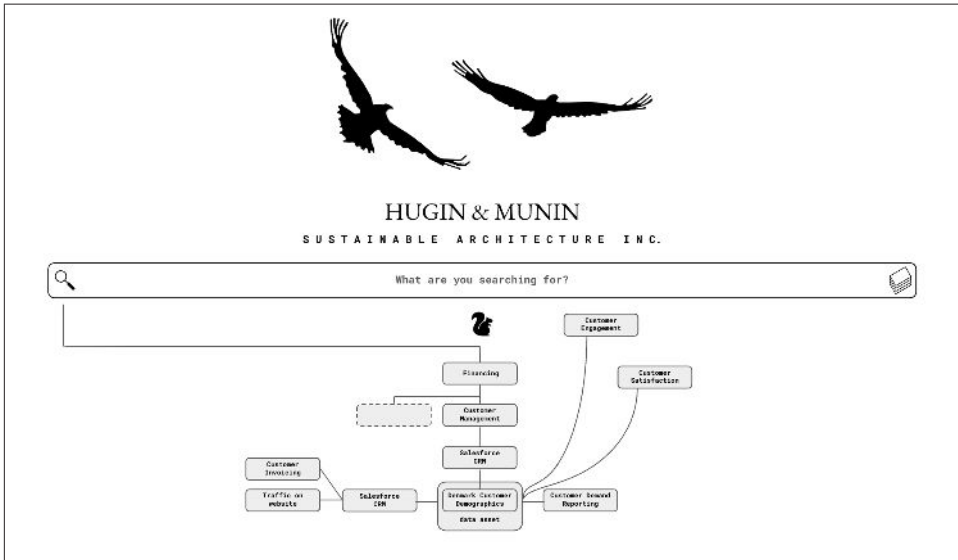 HUGIN & MUNIN
SUSTAINABLE ARCHITECTURE INC.
What are you searching for?
Customer
Engagement
Financing
Customer
Satisfaction
Customer
Management
Salesforce
CRM
Customer
Invoicing
Traffic on
website
Salesforce
CRM
Denmark Customer
Demographics
data asset
Customer Demand
Reporting